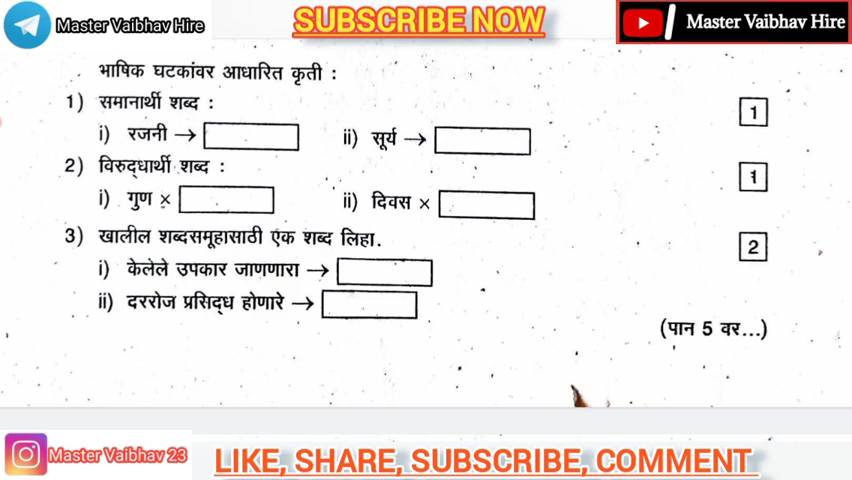 Master Vaibhav Hire
SUBSCRIBE NOW
Master Vaibhav Hire
भाषिक घटकांवर आधारित कृती :
1) समानार्थी शब्द : 1
i) रजनी → ii) सूर्य →
2) विरुद्धार्थी शब्द : 1
i) गुण × ii) दिवस ×
3) खालील शब्दसमूहासाठी एक शब्द लिहा. 2
i) केलेले उपकार जाणणारा →
ii) दररोज प्रसिद्ध होणारे →
(पान 5 वर...)
Master Vaibhav 23
LIKE, SHARE, SUBSCRIBE, COMMENT